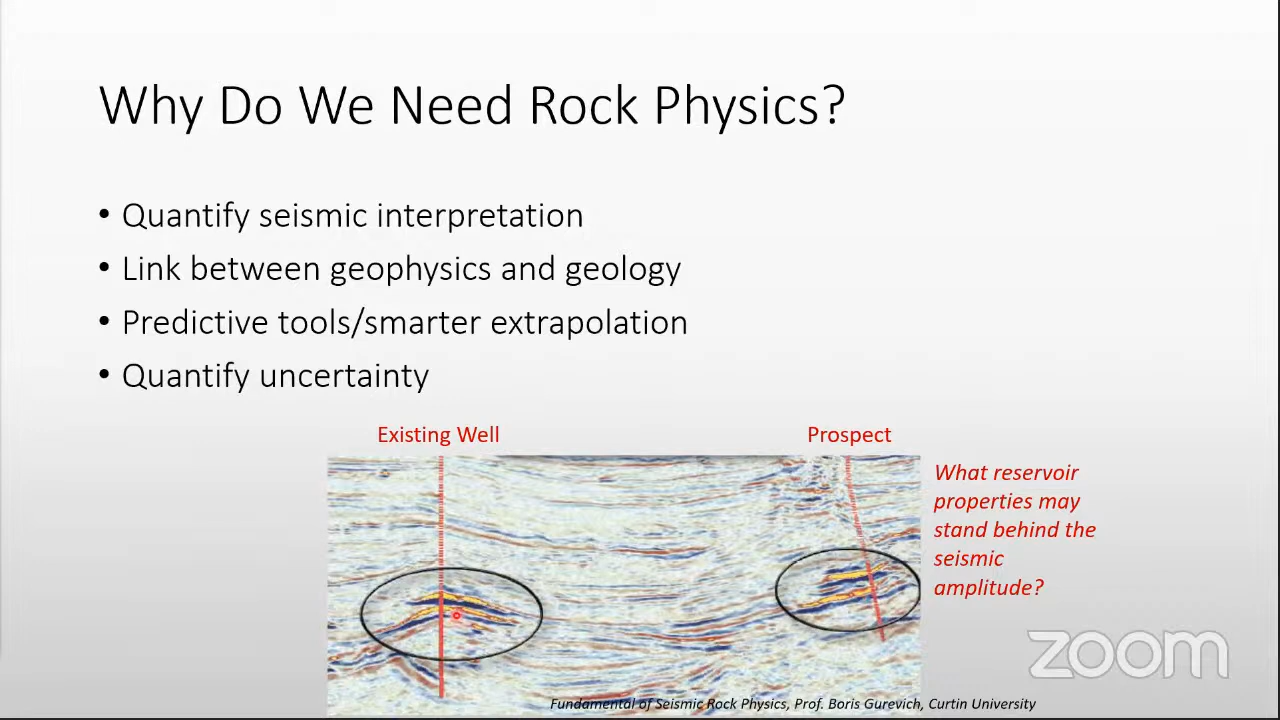 Why Do We Need Rock Physics?
• Quantify seismic interpretation
• Link between geophysics and geology
• Predictive tools/smarter extrapolation
• Quantify uncertainty
Existing Well
Prospect
What reservoir
properties may
stand behind the
seismic
amplitude?
zoom
Fundamental of Seismic Rock Physics, Prof. Boris Gurevich, Curtin University